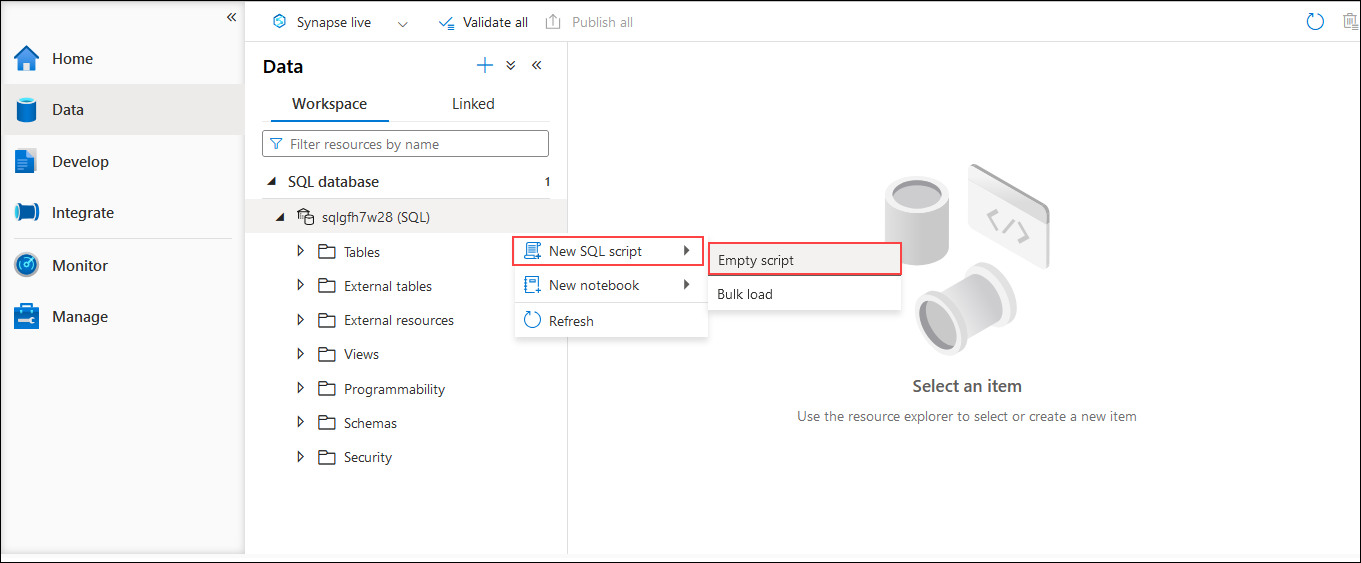 Synapse live
Validate all
Publish all
Home
Data
Develop
Integrate
Monitor
Manage
Data
Workspace
Linked
Filter resources by name
SQL database 1
sqlgfh7w28 (SQL)
Tables
External tables
External resources
Views
Programmability
Schemas
Security
New SQL script
New notebook
Refresh
Empty script
Bulk load
</>
Select an item
Use the resource explorer to select or create a new item